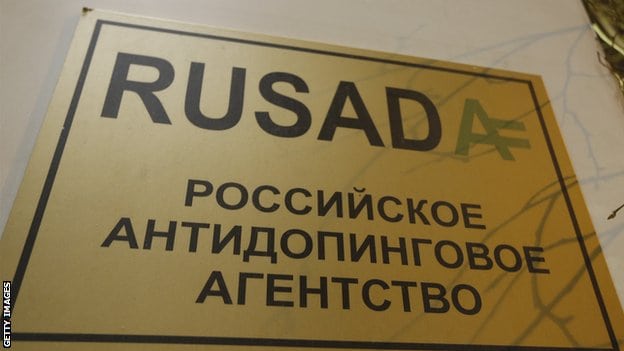 RUSADA
РОССИЙСКОЕ
АНТИДОПИНГОВОЕ
АГЕНТСТВО
GETTY IMAGES